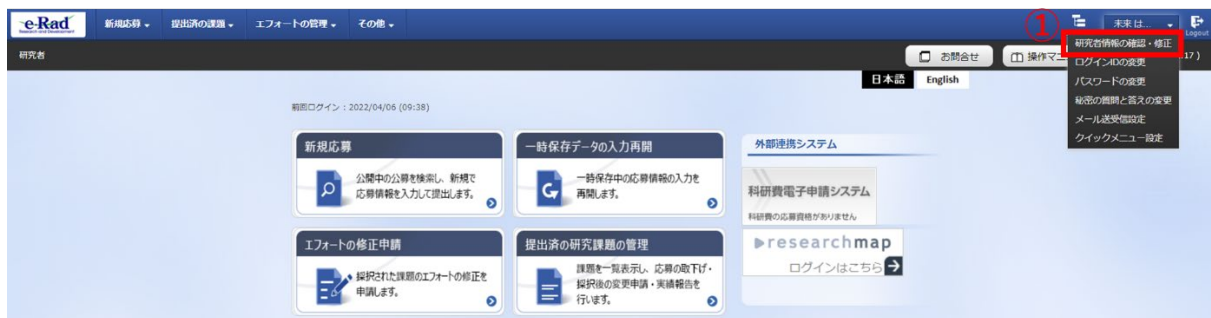 e-Rad
Research and Development
新規応募
提出済の課題
エフォートの管理
その他
①
未来 は...
Logout
研究者
お問合せ
操作マニ
17 )
研究者情報の確認・修正
ログインIDの変更
パスワードの変更
秘密の質問と答えの変更
メール送受信設定
クイックメニュー設定
日本語 English
前回ログイン : 2022/04/06 (09:38)
新規応募
公開中の公募を検索し、新規で
応募情報を入力して提出します。
一時保存データの入力再開
一時保存中の応募情報の入力を
再開します。
外部連携システム
科研費電子申請システム
科研費の応募資格がありません
エフォートの修正申請
採択された課題のエフォートの修正を
申請します。
提出済の研究課題の管理
課題を一覧表示し、応募の取下げ・
採択後の変更申請・実績報告を
行います。
researchmap
ログインはこちら